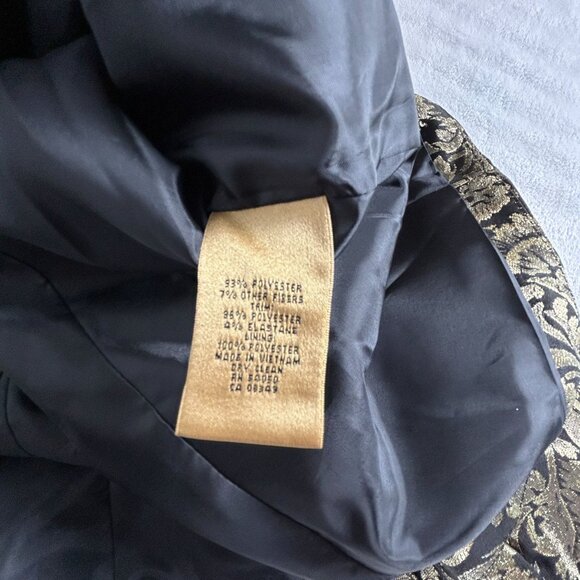 93% POLYESTER
7% OTHER FIBERS
TRIM:
96% POLYESTER
4% ELASTANE
LINING
100% POLYESTER
MADE IN VIETNAM
DRY CLEAN
RN 54050
CA 08349